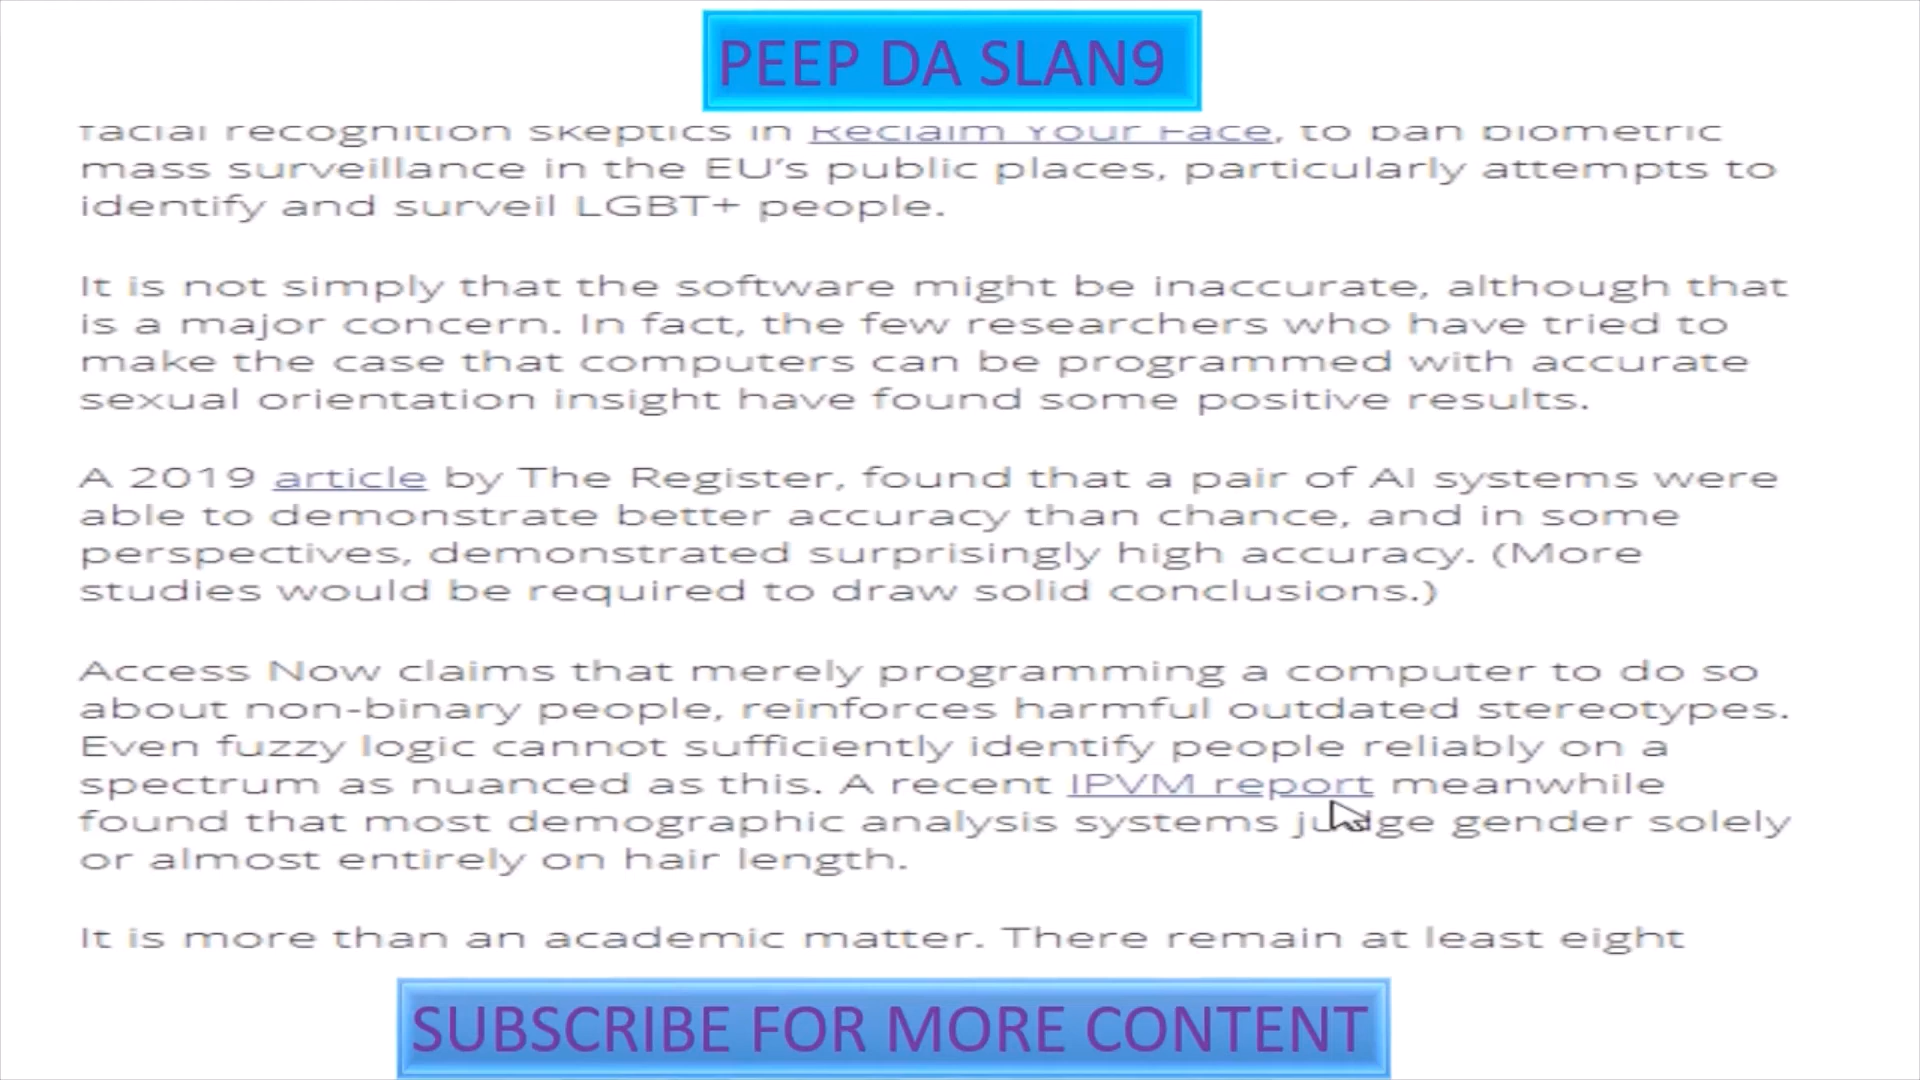 PEEP DA SLAN9
facial recognition skeptics in Reclaim Your Face, to ban biometric
mass surveillance in the EU’s public places, particularly attempts to
identify and surveil LGBT+ people.
It is not simply that the software might be inaccurate, although that
is a major concern. In fact, the few researchers who have tried to
make the case that computers can be programmed with accurate
sexual orientation insight have found some positive results.
A 2019 article by The Register, found that a pair of AI systems were
able to demonstrate better accuracy than chance, and in some
perspectives, demonstrated surprisingly high accuracy. (More
studies would be required to draw solid conclusions.)
Access Now claims that merely programming a computer to do so
about non-binary people, reinforces harmful outdated stereotypes.
Even fuzzy logic cannot sufficiently identify people reliably on a
spectrum as nuanced as this. A recent IPVM report meanwhile
found that most demographic analysis systems judge gender solely
or almost entirely on hair length.
It is more than an academic matter. There remain at least eight
SUBSCRIBE FOR MORE CONTENT